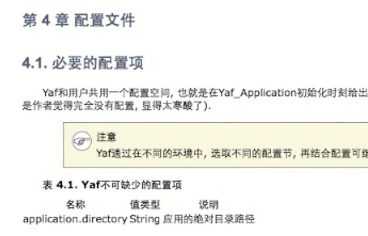 第 4 章 配置文件
4.1. 必要的配置项
Yaf和用户共用一个配置空间, 也就是在Yaf_Application初始化时刻给出
是作者觉得完全没有配置, 显得太寒酸了).
注意
Yaf通过在不同的环境中, 选取不同的配置节, 再结合配置可继
表 4.1. Yaf不可缺少的配置项
名称 值类型 说明
application.directory String 应用的绝对目录路径